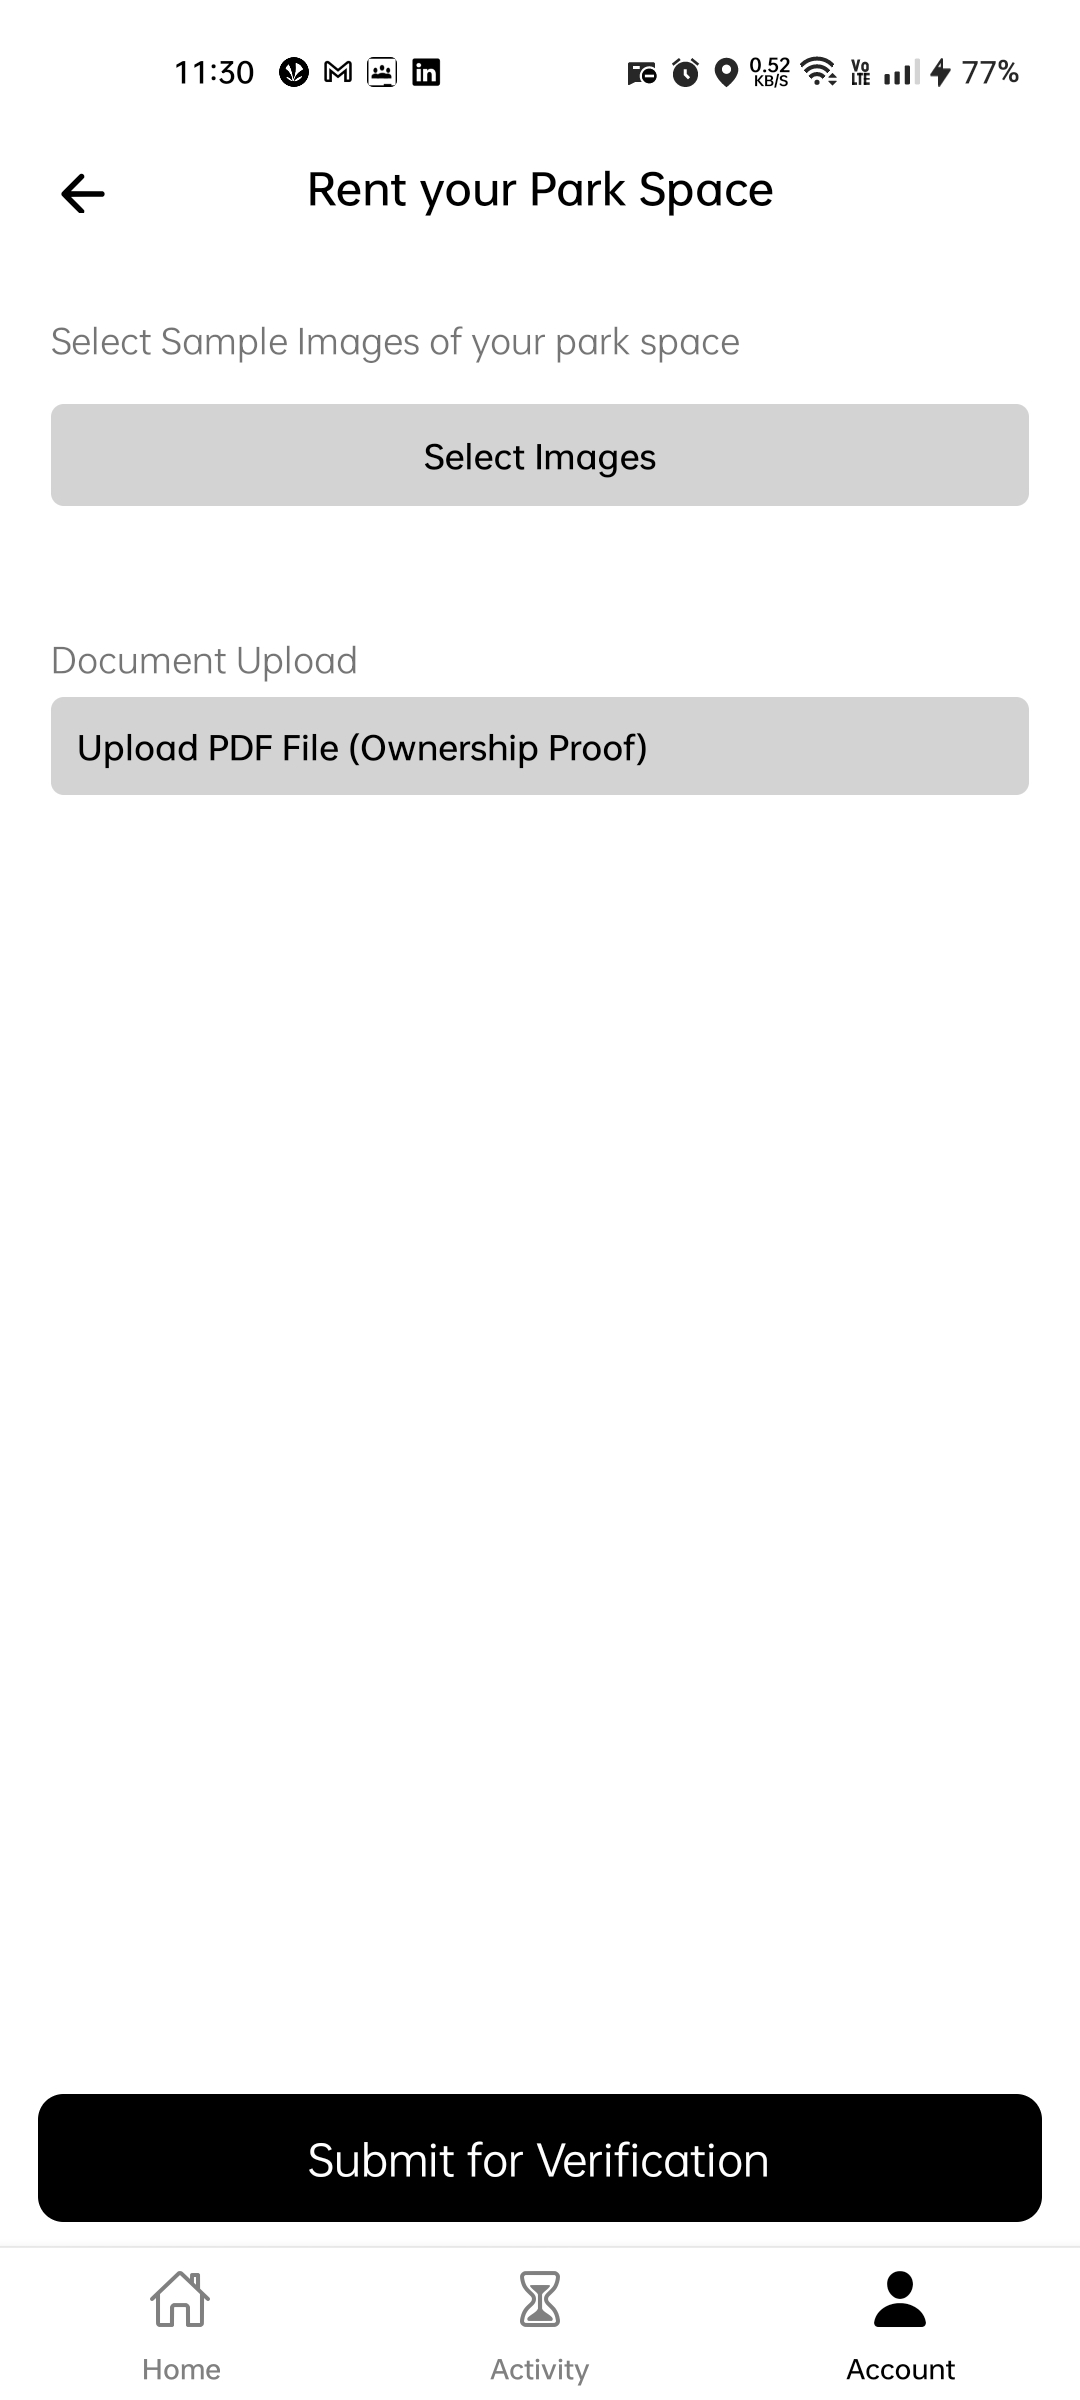 11:30 in 0.52 KB/S Vo LTE 77%
Rent your Park Space
Select Sample Images of your park space
Select Images
Document Upload
Upload PDF File (Ownership Proof)
Submit for Verification
Home Activity Account